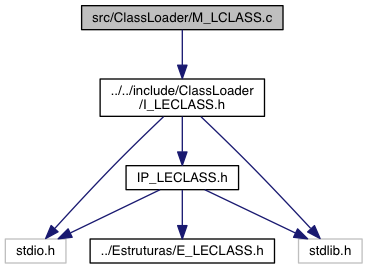 src/ClassLoader/M_LCLASS.c
../../include/ClassLoader
/I_LECLASS.h
IP_LECLASS.h
stdio.h
../Estruturas/E_LECLASS.h
stdlib.h